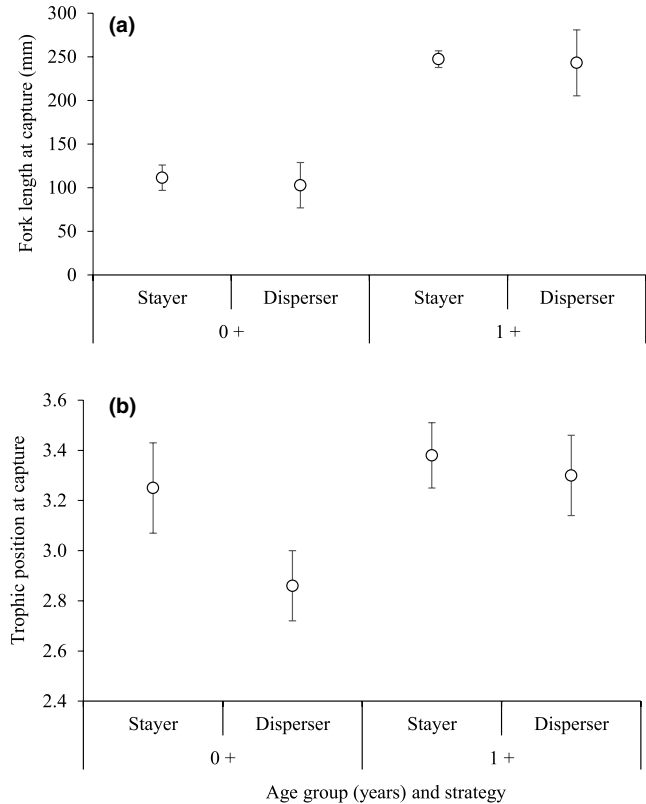 (a)
Fork length at capture (mm)
300
250
200
150
100
50
0
Stayer Disperser Stayer Disperser
0 + 1 +
(b)
Trophic position at capture
3.6
3.4
3.2
3.0
2.8
2.6
2.4
Stayer Disperser Stayer Disperser
0 + 1 +
Age group (years) and strategy